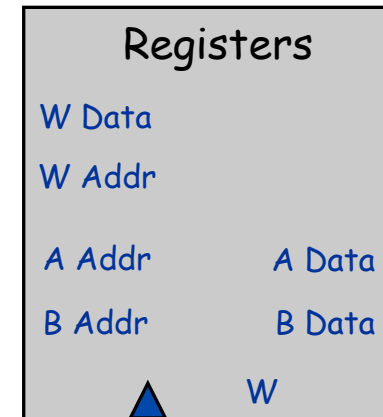 Registers
W Data
W Addr
A Addr A Data
B Addr B Data
W